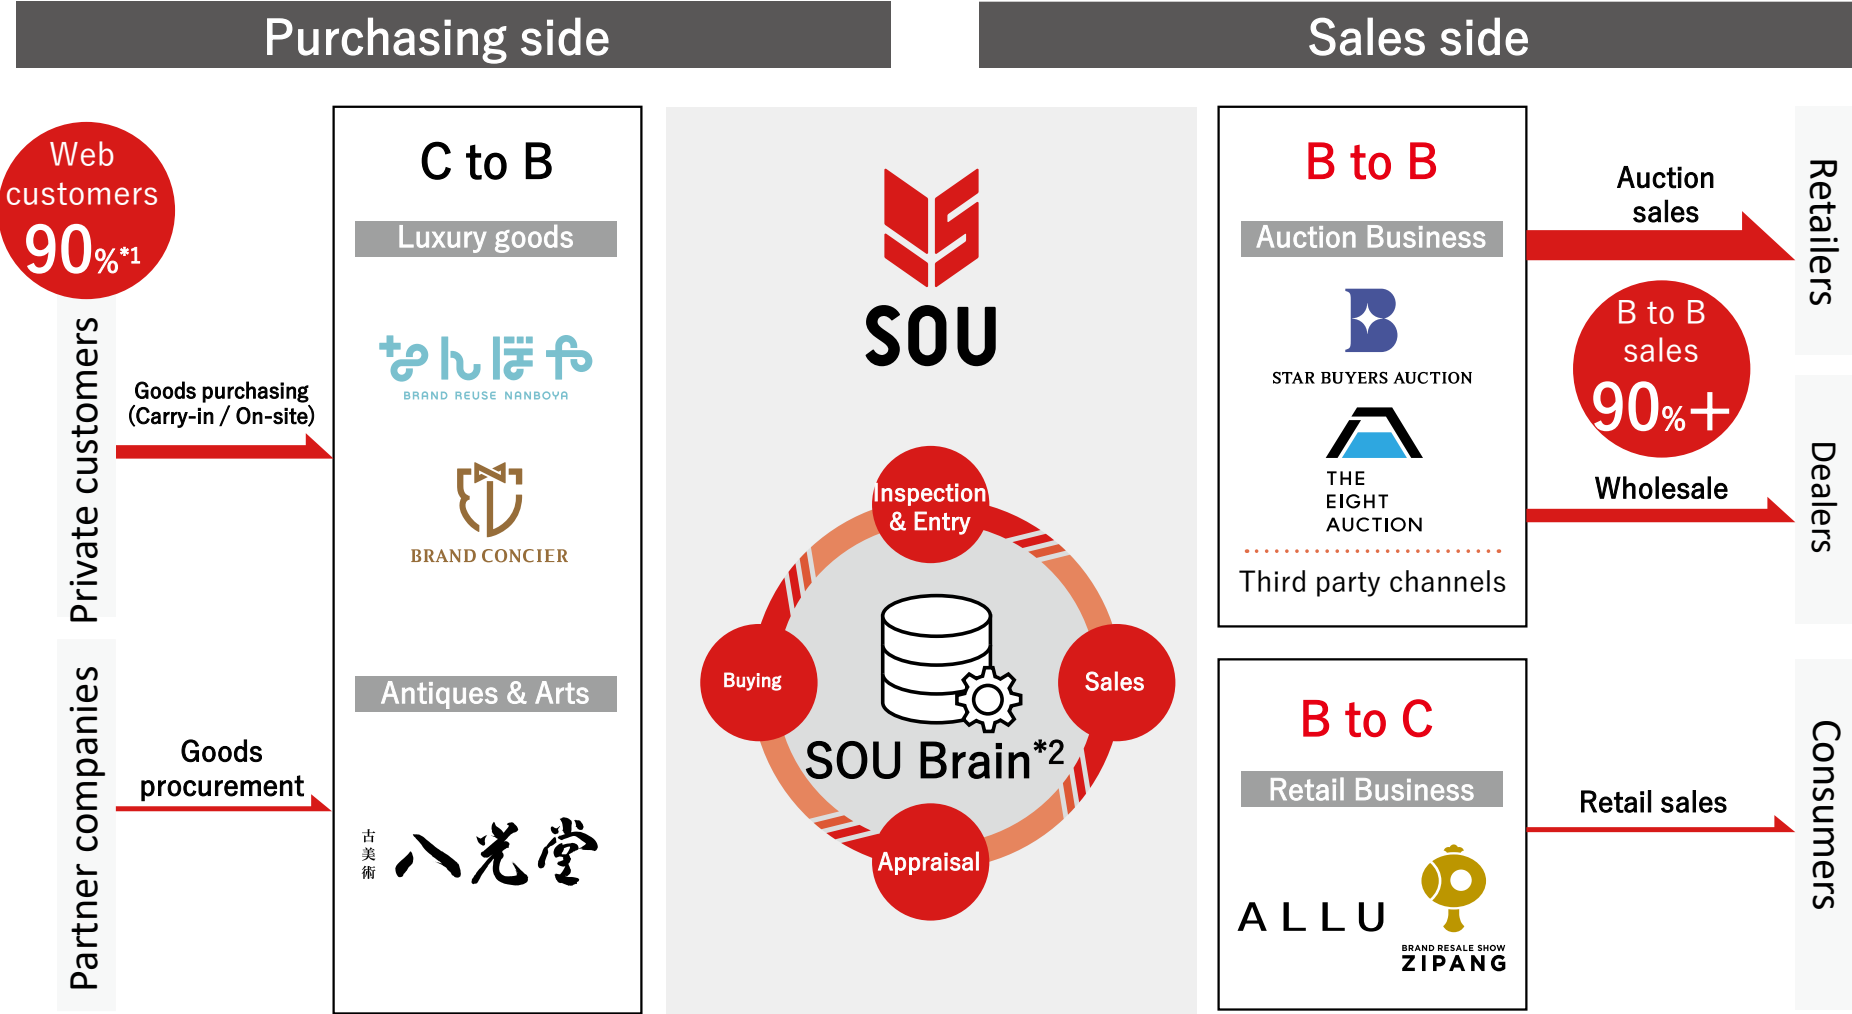 Purchasing side
Sales side
Web
customers
90%*1
Private customers
Partner companies
Goods purchasing
(Carry-in / On-site)
Goods
procurement
C to B
Luxury goods
なんぼや
BRAND REUSE NANBOYA
BRAND CONCIER
Antiques & Arts
古美術
八光堂
SOU
Inspection
& Entry
Buying
Sales
SOU Brain*2
Appraisal
B to B
Auction Business
B
STAR BUYERS AUCTION
THE
EIGHT
AUCTION
Third party channels
B to C
Retail Business
ALLU
BRAND RESALE SHOW
ZIPANG
Auction
sales
B to B
sales
90%+
Wholesale
Retail sales
Retailers
Dealers
Consumers